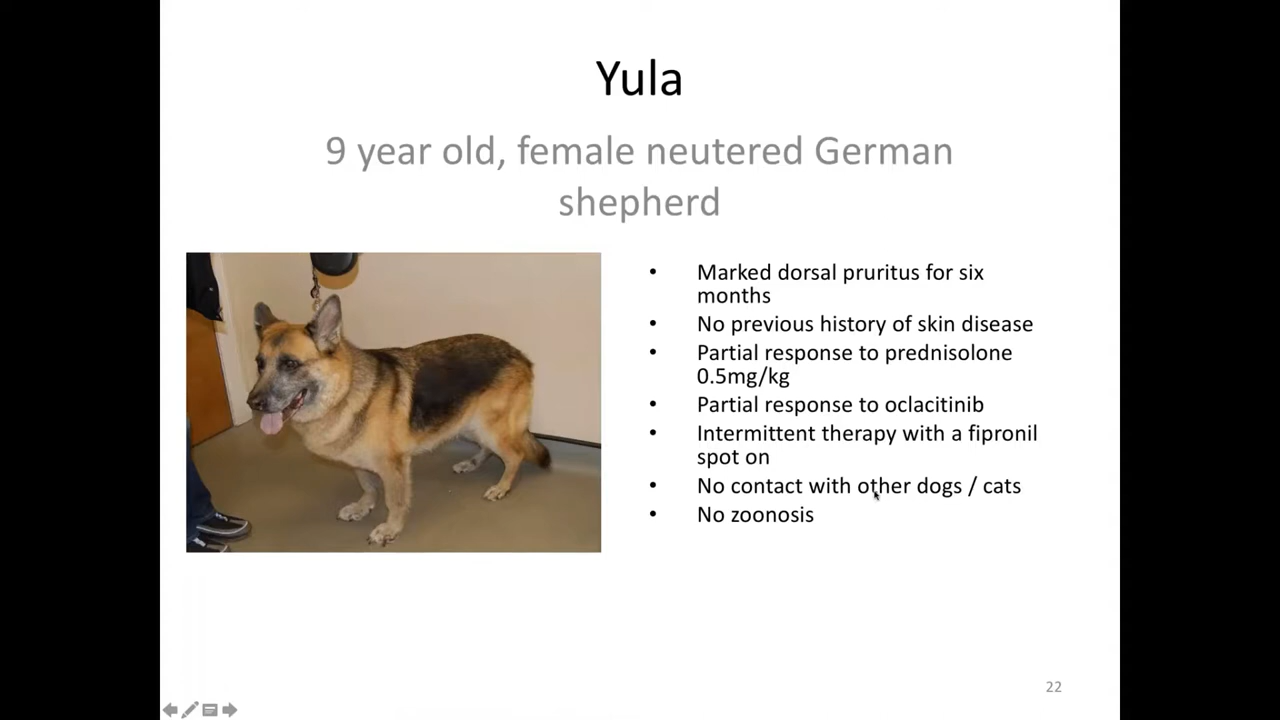 Yula
9 year old, female neutered German
shepherd
• Marked dorsal pruritus for six
months
• No previous history of skin disease
• Partial response to prednisolone
0.5mg/kg
• Partial response to oclacitinib
• Intermittent therapy with a fipronil
spot on
• No contact with other dogs / cats
• No zoonosis
22